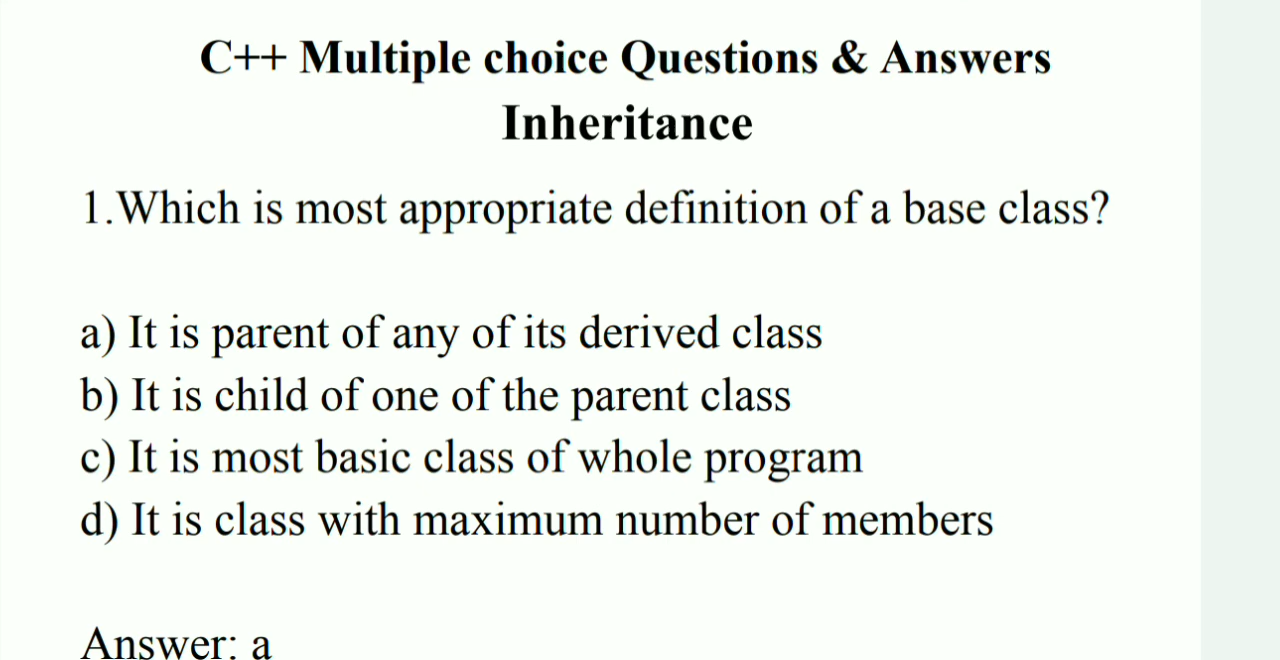 C++ Multiple choice Questions & Answers
Inheritance
1.Which is most appropriate definition of a base class?
a) It is parent of any of its derived class
b) It is child of one of the parent class
c) It is most basic class of whole program
d) It is class with maximum number of members
Answer: a